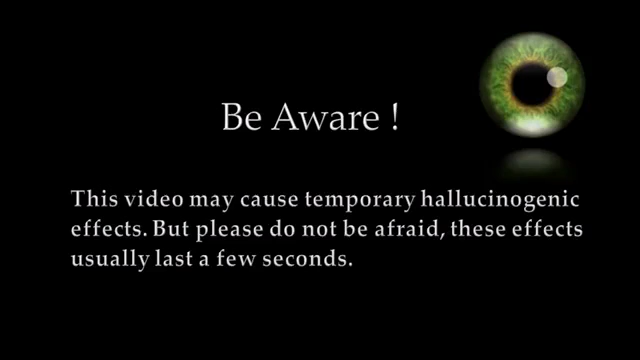 Be Aware !
This video may cause temporary hallucinogenic
effects. But please do not be afraid, these effects
usually last a few seconds.